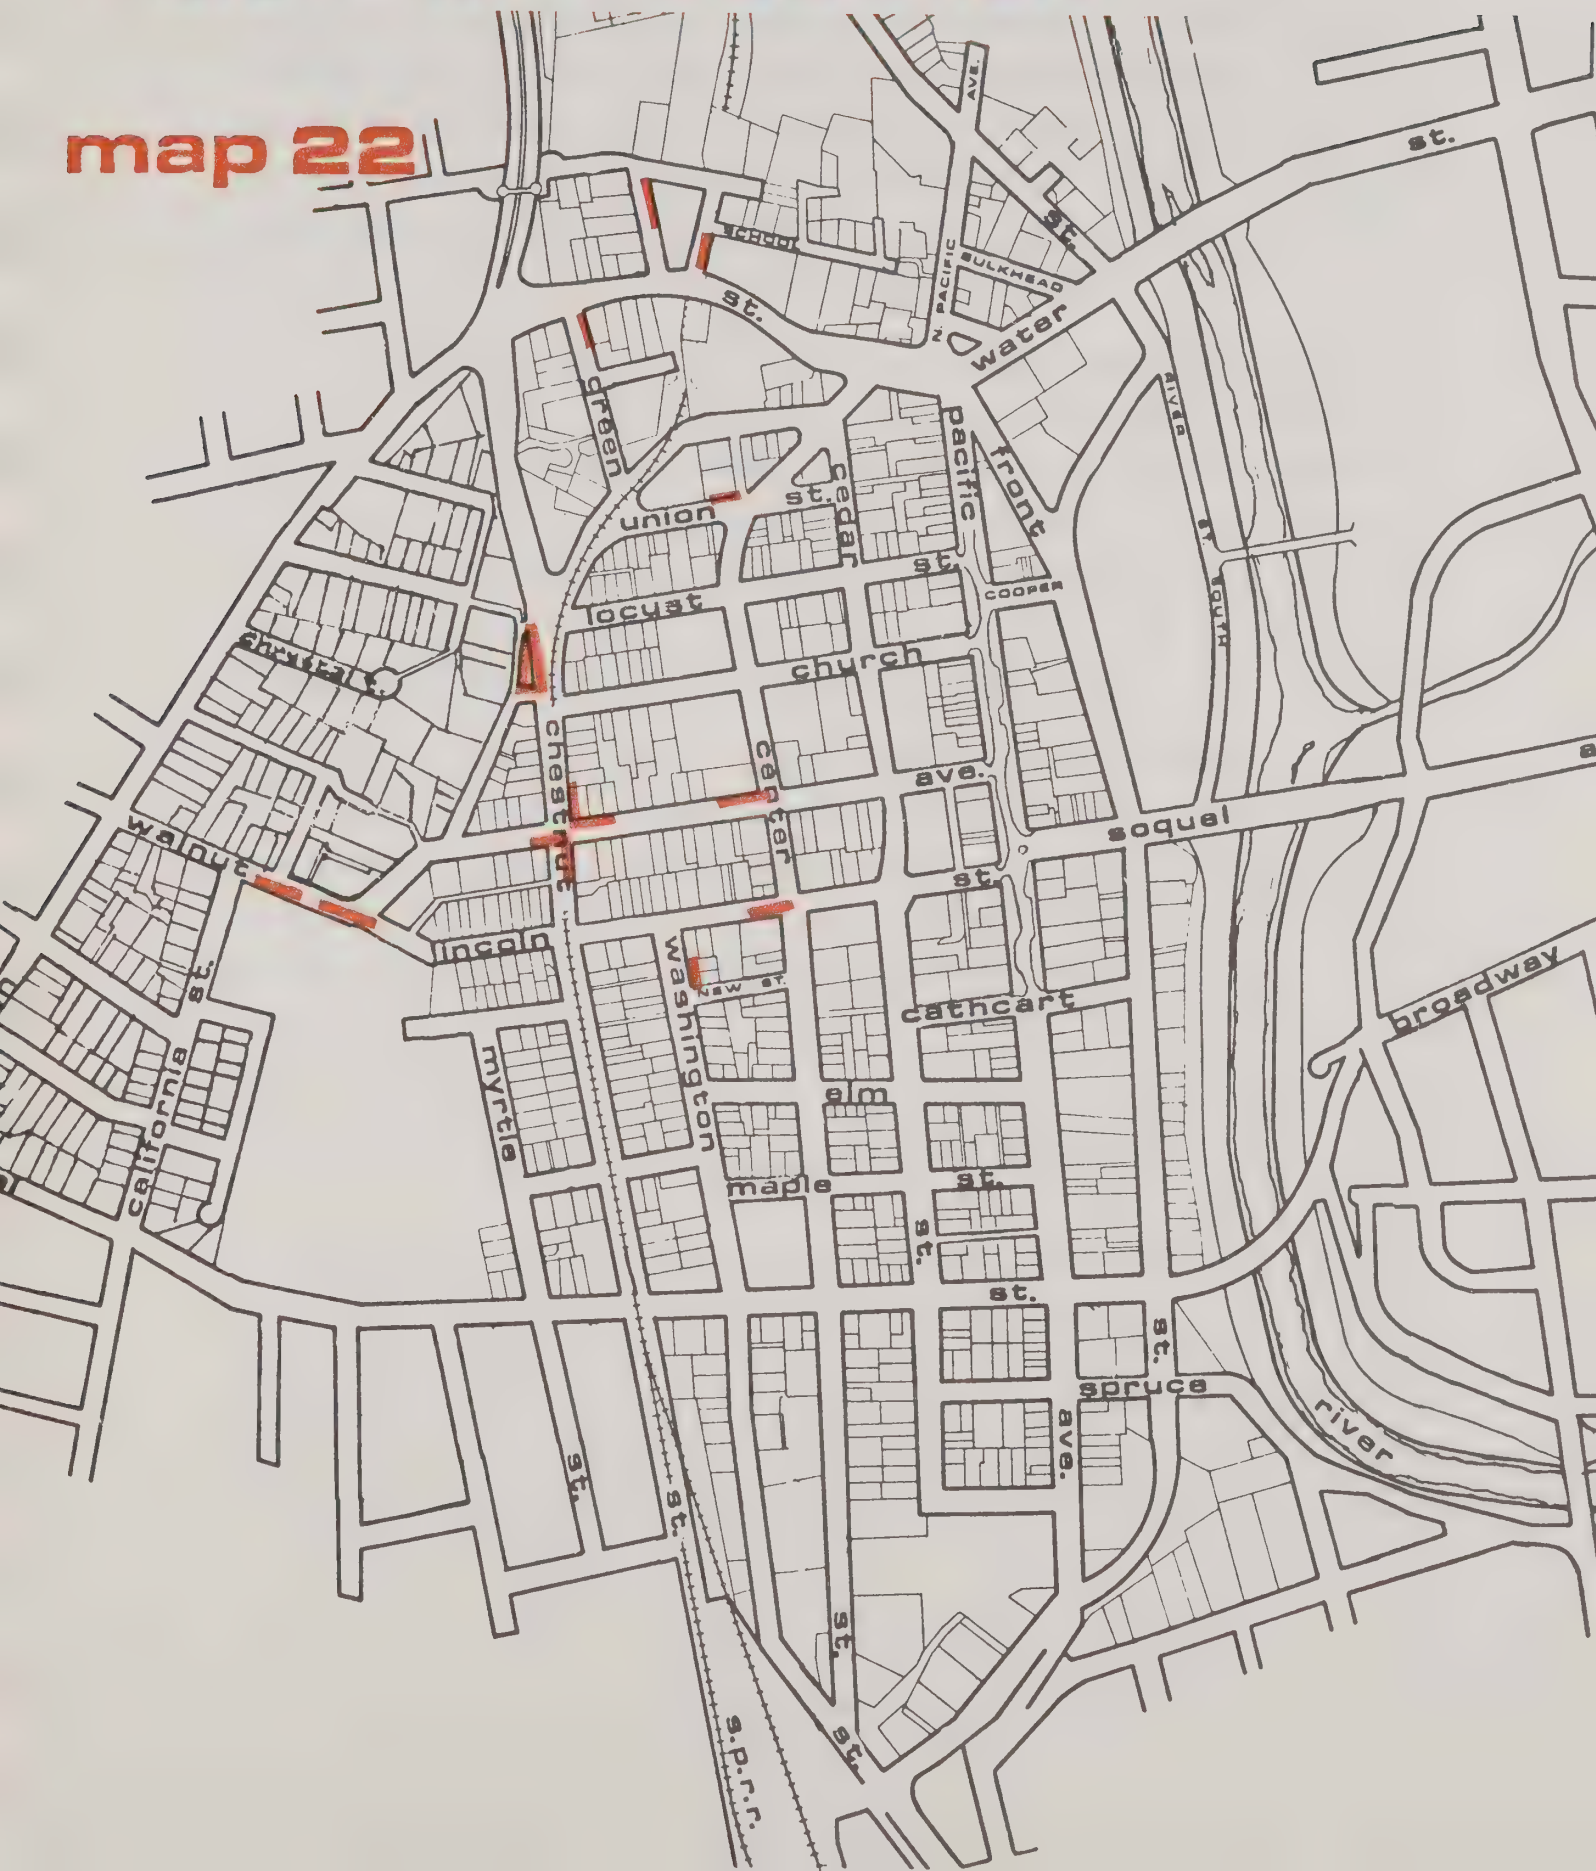 map 22
AVE.
st.
SCHOOL
st.
BULKHEAD
N. PACIFIC
st.
water
RIVER
green
pacific
front
cedar
st.
union
ST.
st.
COOPER
locust
SOUTH
chrystal
church
chestnut
center
ave.
soquel
walnut
st.
lincoln
washington
st.
NEW ST.
cathcart
broadway
california
myrtle
elm
maple
st.
st.
st.
st.
spruce
ave.
river
st.
st.
st.
st.
s.p.r.r.